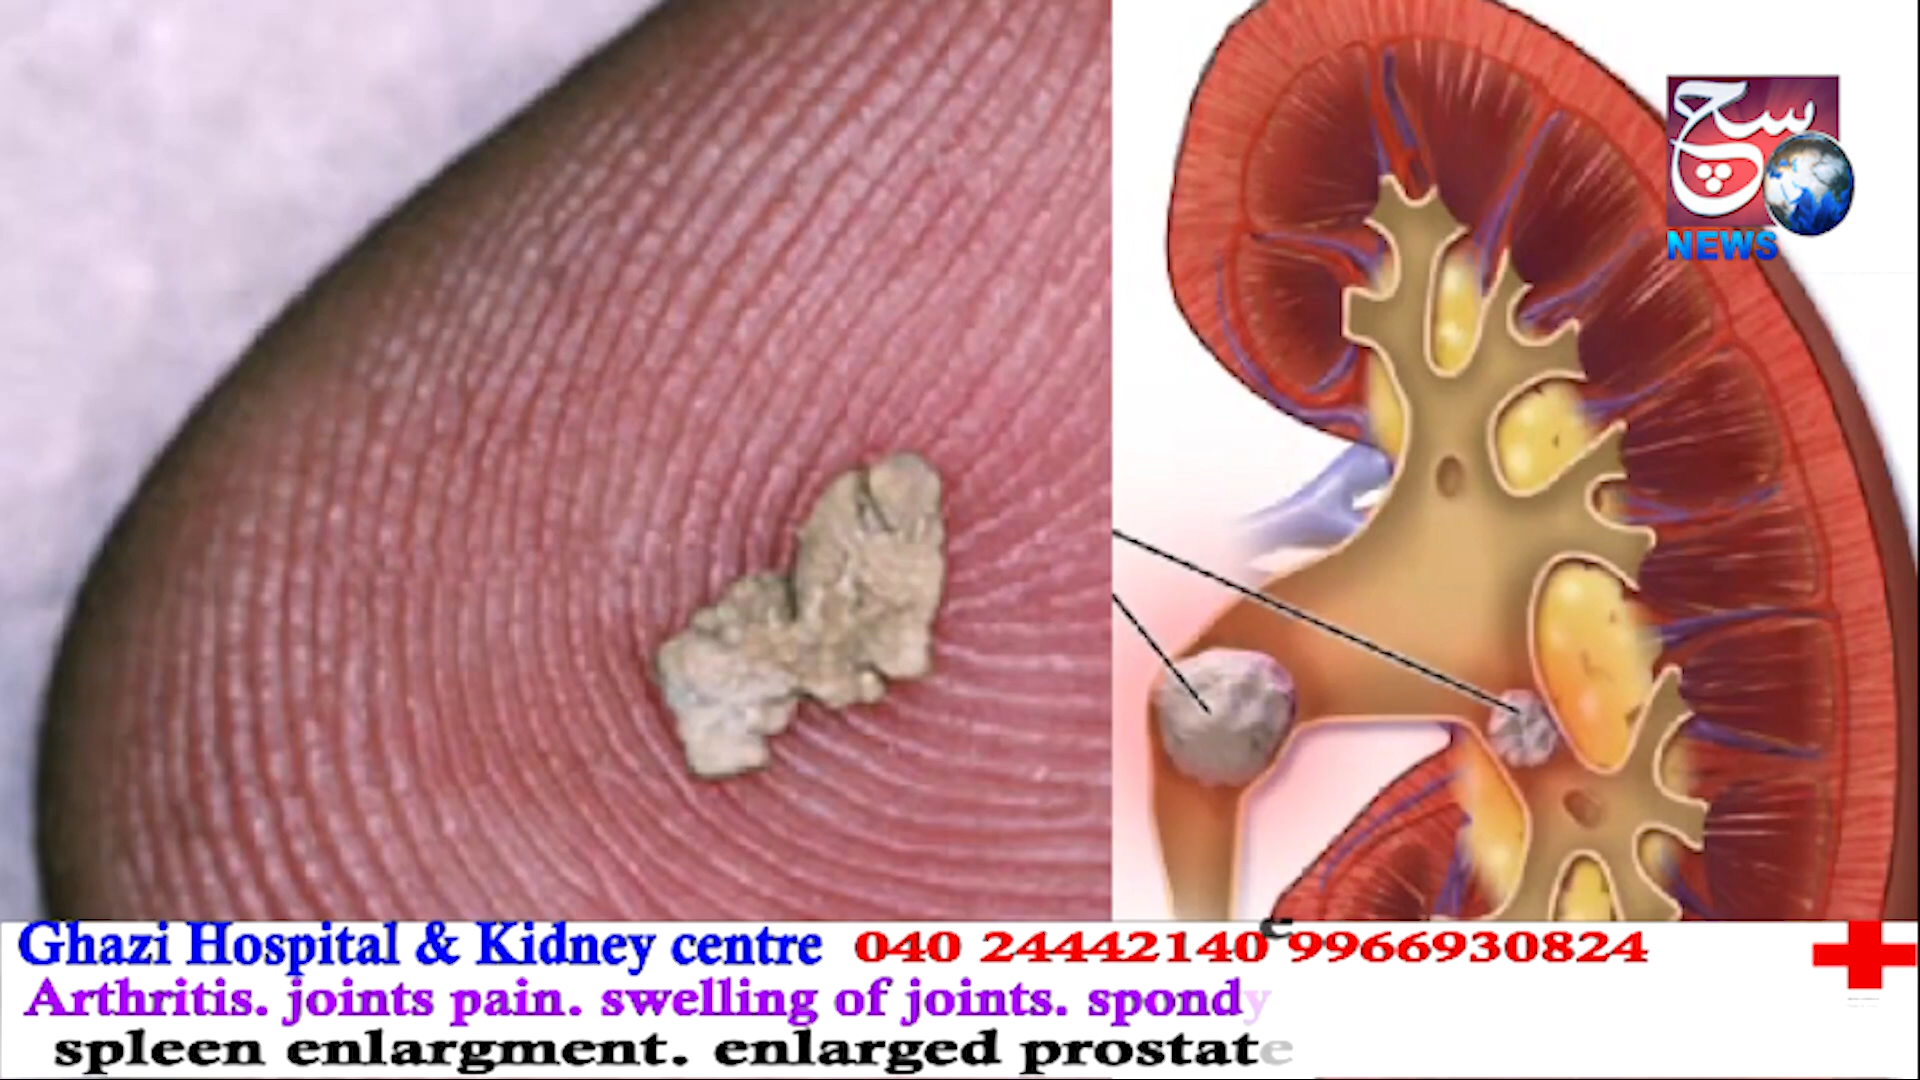 سچ
NEWS
Ghazi Hospital & Kidney centre 040 24442140 9966930824
Arthritis. joints pain. swelling of joints. spondy
spleen enlargment. enlarged prostate